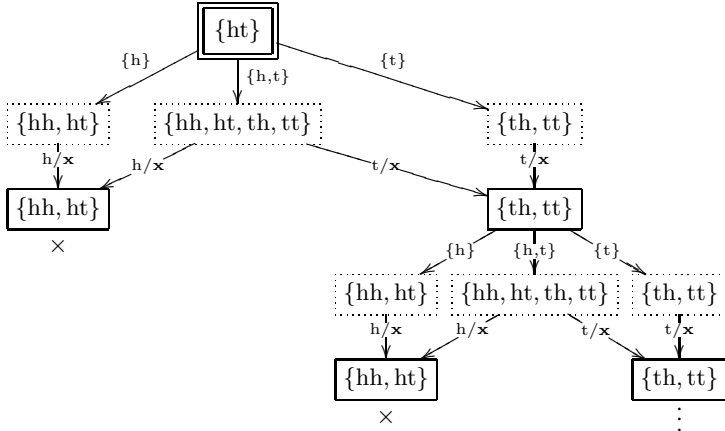 {ht}
{h} {h,t} {t}
{hh, ht} {hh, ht, th, tt} {th, tt}
h/x h/x t/x t/x
{hh, ht} {th, tt}
×
{h} {h,t} {t}
{hh, ht} {hh, ht, th, tt} {th, tt}
h/x h/x t/x t/x
{hh, ht} {th, tt}
× ⋮